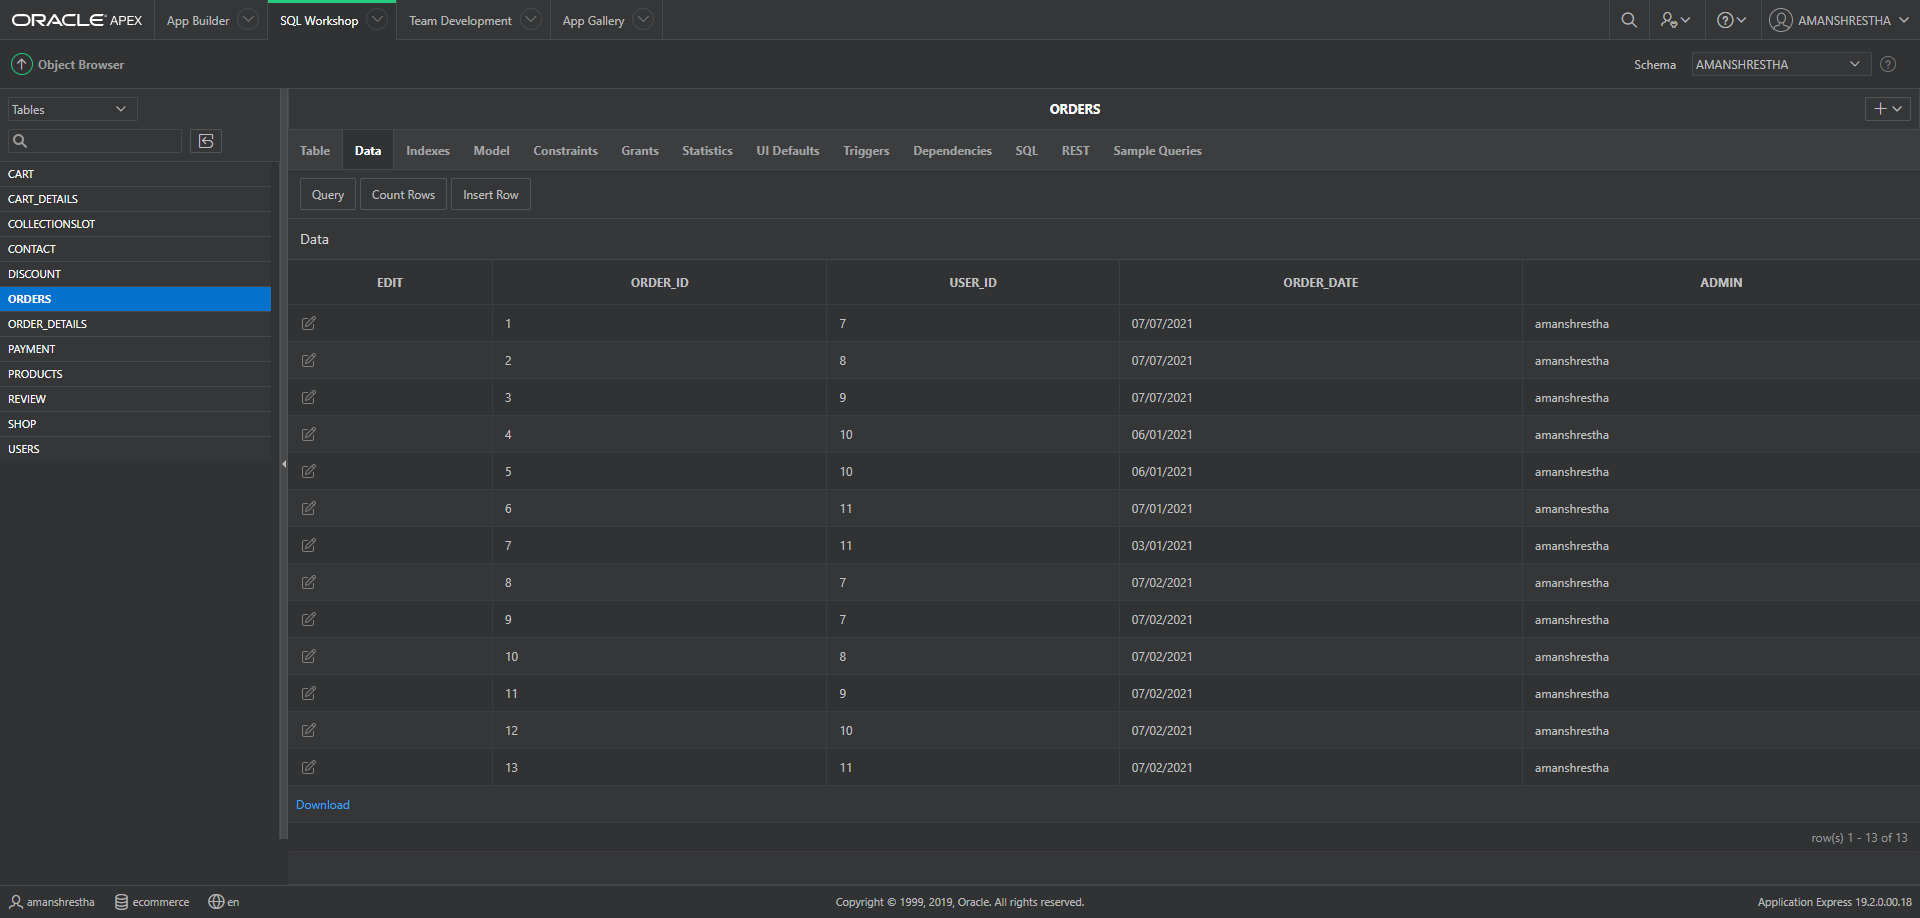 ORACLE APEX App Builder SQL Workshop Team Development App Gallery AMANSHRESTHA
Object Browser Schema AMANSHRESTHA
Tables
CART
CART_DETAILS
COLLECTIONSLOT
CONTACT
DISCOUNT
ORDERS
ORDER_DETAILS
PAYMENT
PRODUCTS
REVIEW
SHOP
USERS
ORDERS
Table Data Indexes Model Constraints Grants Statistics UI Defaults Triggers Dependencies SQL REST Sample Queries
Query Count Rows Insert Row
Data
EDIT ORDER_ID USER_ID ORDER_DATE ADMIN
1 7 07/07/2021 amanshrestha
2 8 07/07/2021 amanshrestha
3 9 07/07/2021 amanshrestha
4 10 06/01/2021 amanshrestha
5 10 06/01/2021 amanshrestha
6 11 07/01/2021 amanshrestha
7 11 03/01/2021 amanshrestha
8 7 07/02/2021 amanshrestha
9 7 07/02/2021 amanshrestha
10 8 07/02/2021 amanshrestha
11 9 07/02/2021 amanshrestha
12 10 07/02/2021 amanshrestha
13 11 07/02/2021 amanshrestha
Download
row(s) 1 - 13 of 13
amanshrestha ecommerce en Copyright © 1999, 2019, Oracle. All rights reserved. Application Express 19.2.0.00.18